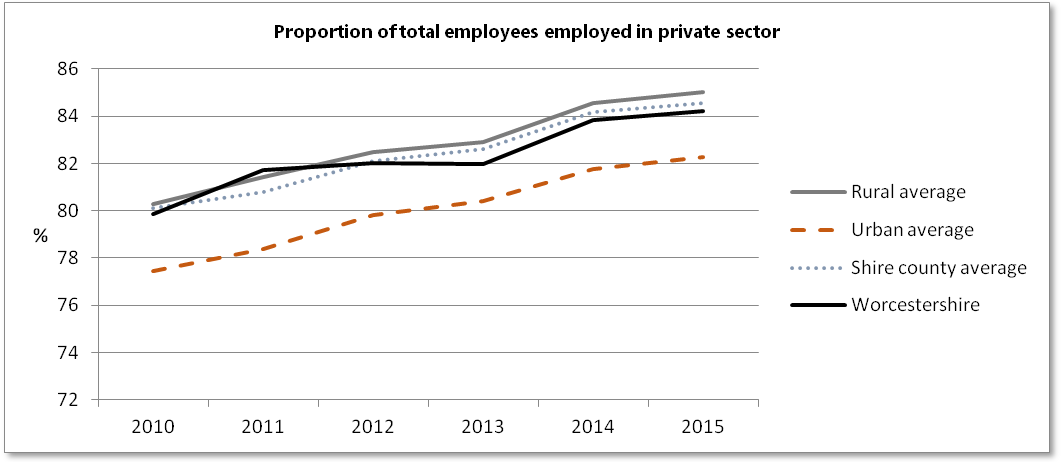 Proportion of total employees employed in private sector
86
84
82
80
78
76
74
72
%
2010 2011 2012 2013 2014 2015
Rural average
Urban average
Shire county average
Worcestershire